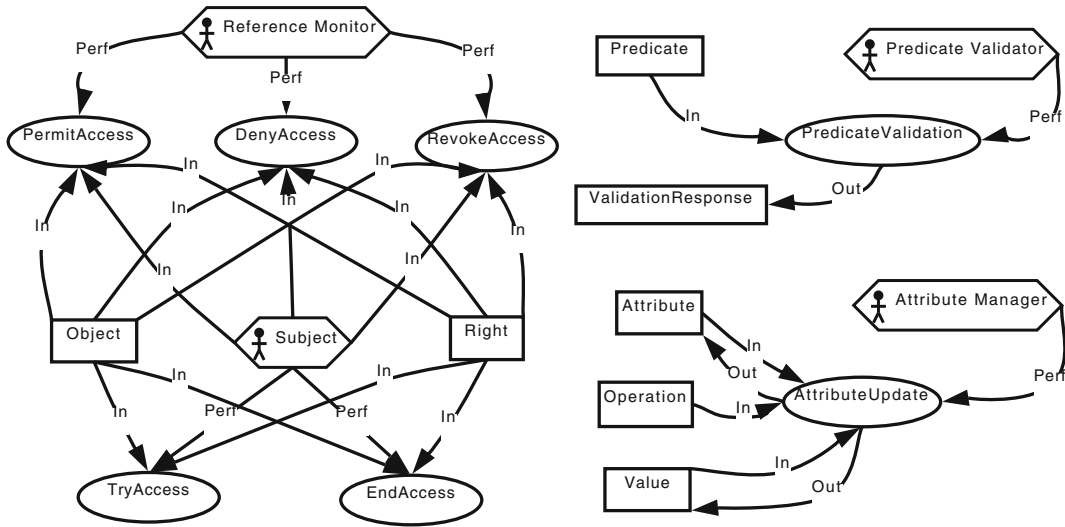 Reference Monitor
Perf
Perf
Perf
PermitAccess
DenyAccess
RevokeAccess
In
In
In
In
In
In
In
In
In
Object
Subject
Right
In
In
In
Perf
Perf
In
TryAccess
EndAccess
Predicate
Predicate Validator
In
Perf
PredicateValidation
Out
ValidationResponse
Attribute
Attribute Manager
In
Out
Perf
Operation
In
AttributeUpdate
Value
In
Out